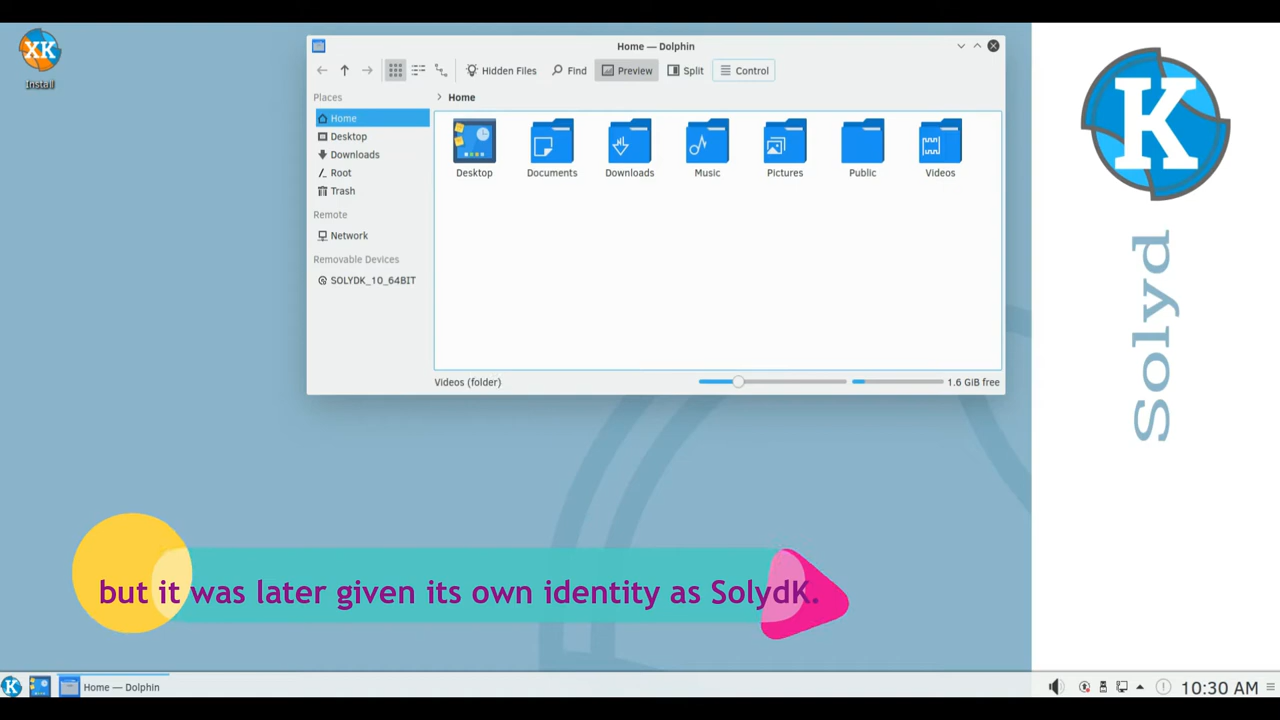 XK
Install
Home — Dolphin
Hidden Files
Find
Preview
Split
Control
Places
Home
Home
Desktop
Downloads
Root
Trash
Remote
Network
Removable Devices
SOLYDK_10_64BIT
Desktop
Documents
Downloads
Music
Pictures
Public
Videos
Videos (folder)
1.6 GiB free
K
Solyd
but it was later given its own identity as SolydK.
K
Home — Dolphin
10:30 AM